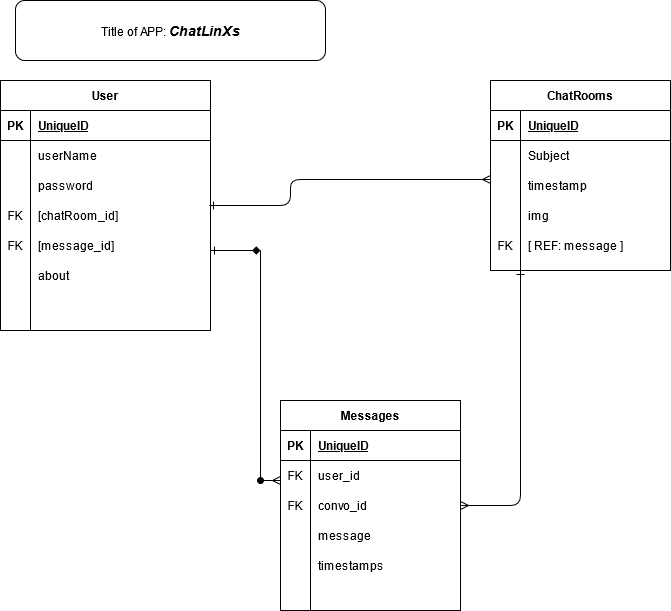 Title of APP: ChatLinXs
User
PK UniqueID
userName
password
FK [chatRoom_id]
FK [message_id]
about
ChatRooms
PK UniqueID
Subject
timestamp
img
FK [ REF: message ]
Messages
PK UniqueID
FK user_id
FK convo_id
message
timestamps